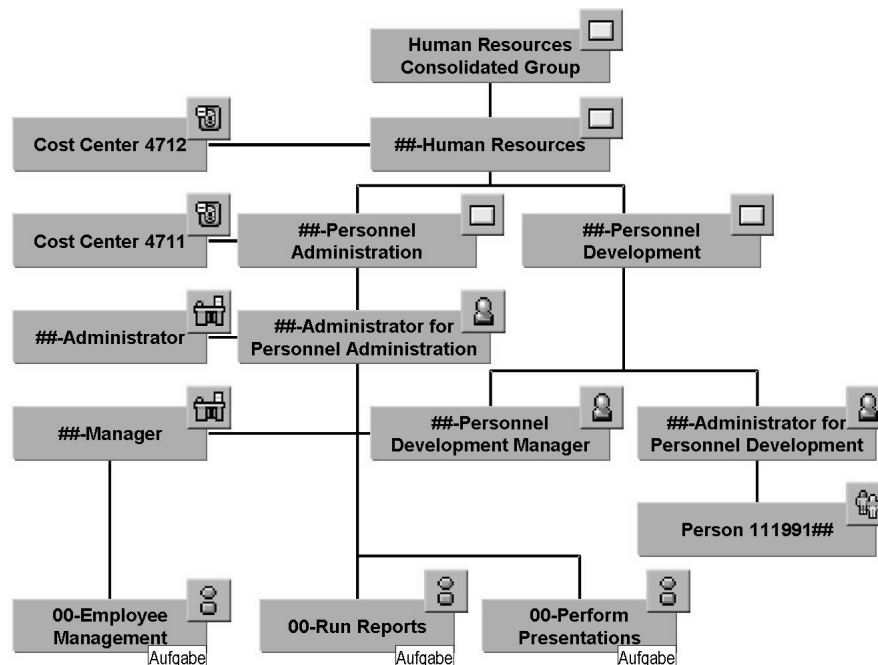 Human Resources
Consolidated Group
Cost Center 4712
##-Human Resources
Cost Center 4711
##-Personnel
Administration
##-Personnel
Development
##-Administrator
##-Administrator for
Personnel Administration
##-Manager
##-Personnel
Development Manager
##-Administrator for
Personnel Development
Person 111991##
00-Employee
Management
Aufgabe
00-Run Reports
Aufgabe
00-Perform
Presentations
Aufgabe